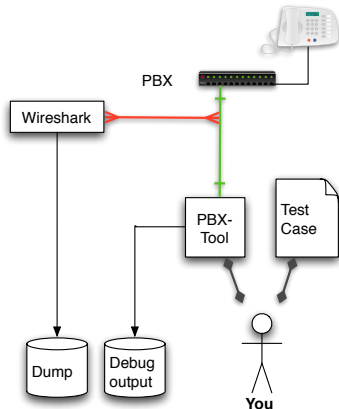 PBX
Wireshark
PBX-
Tool
Test
Case
Dump
Debug
output
You